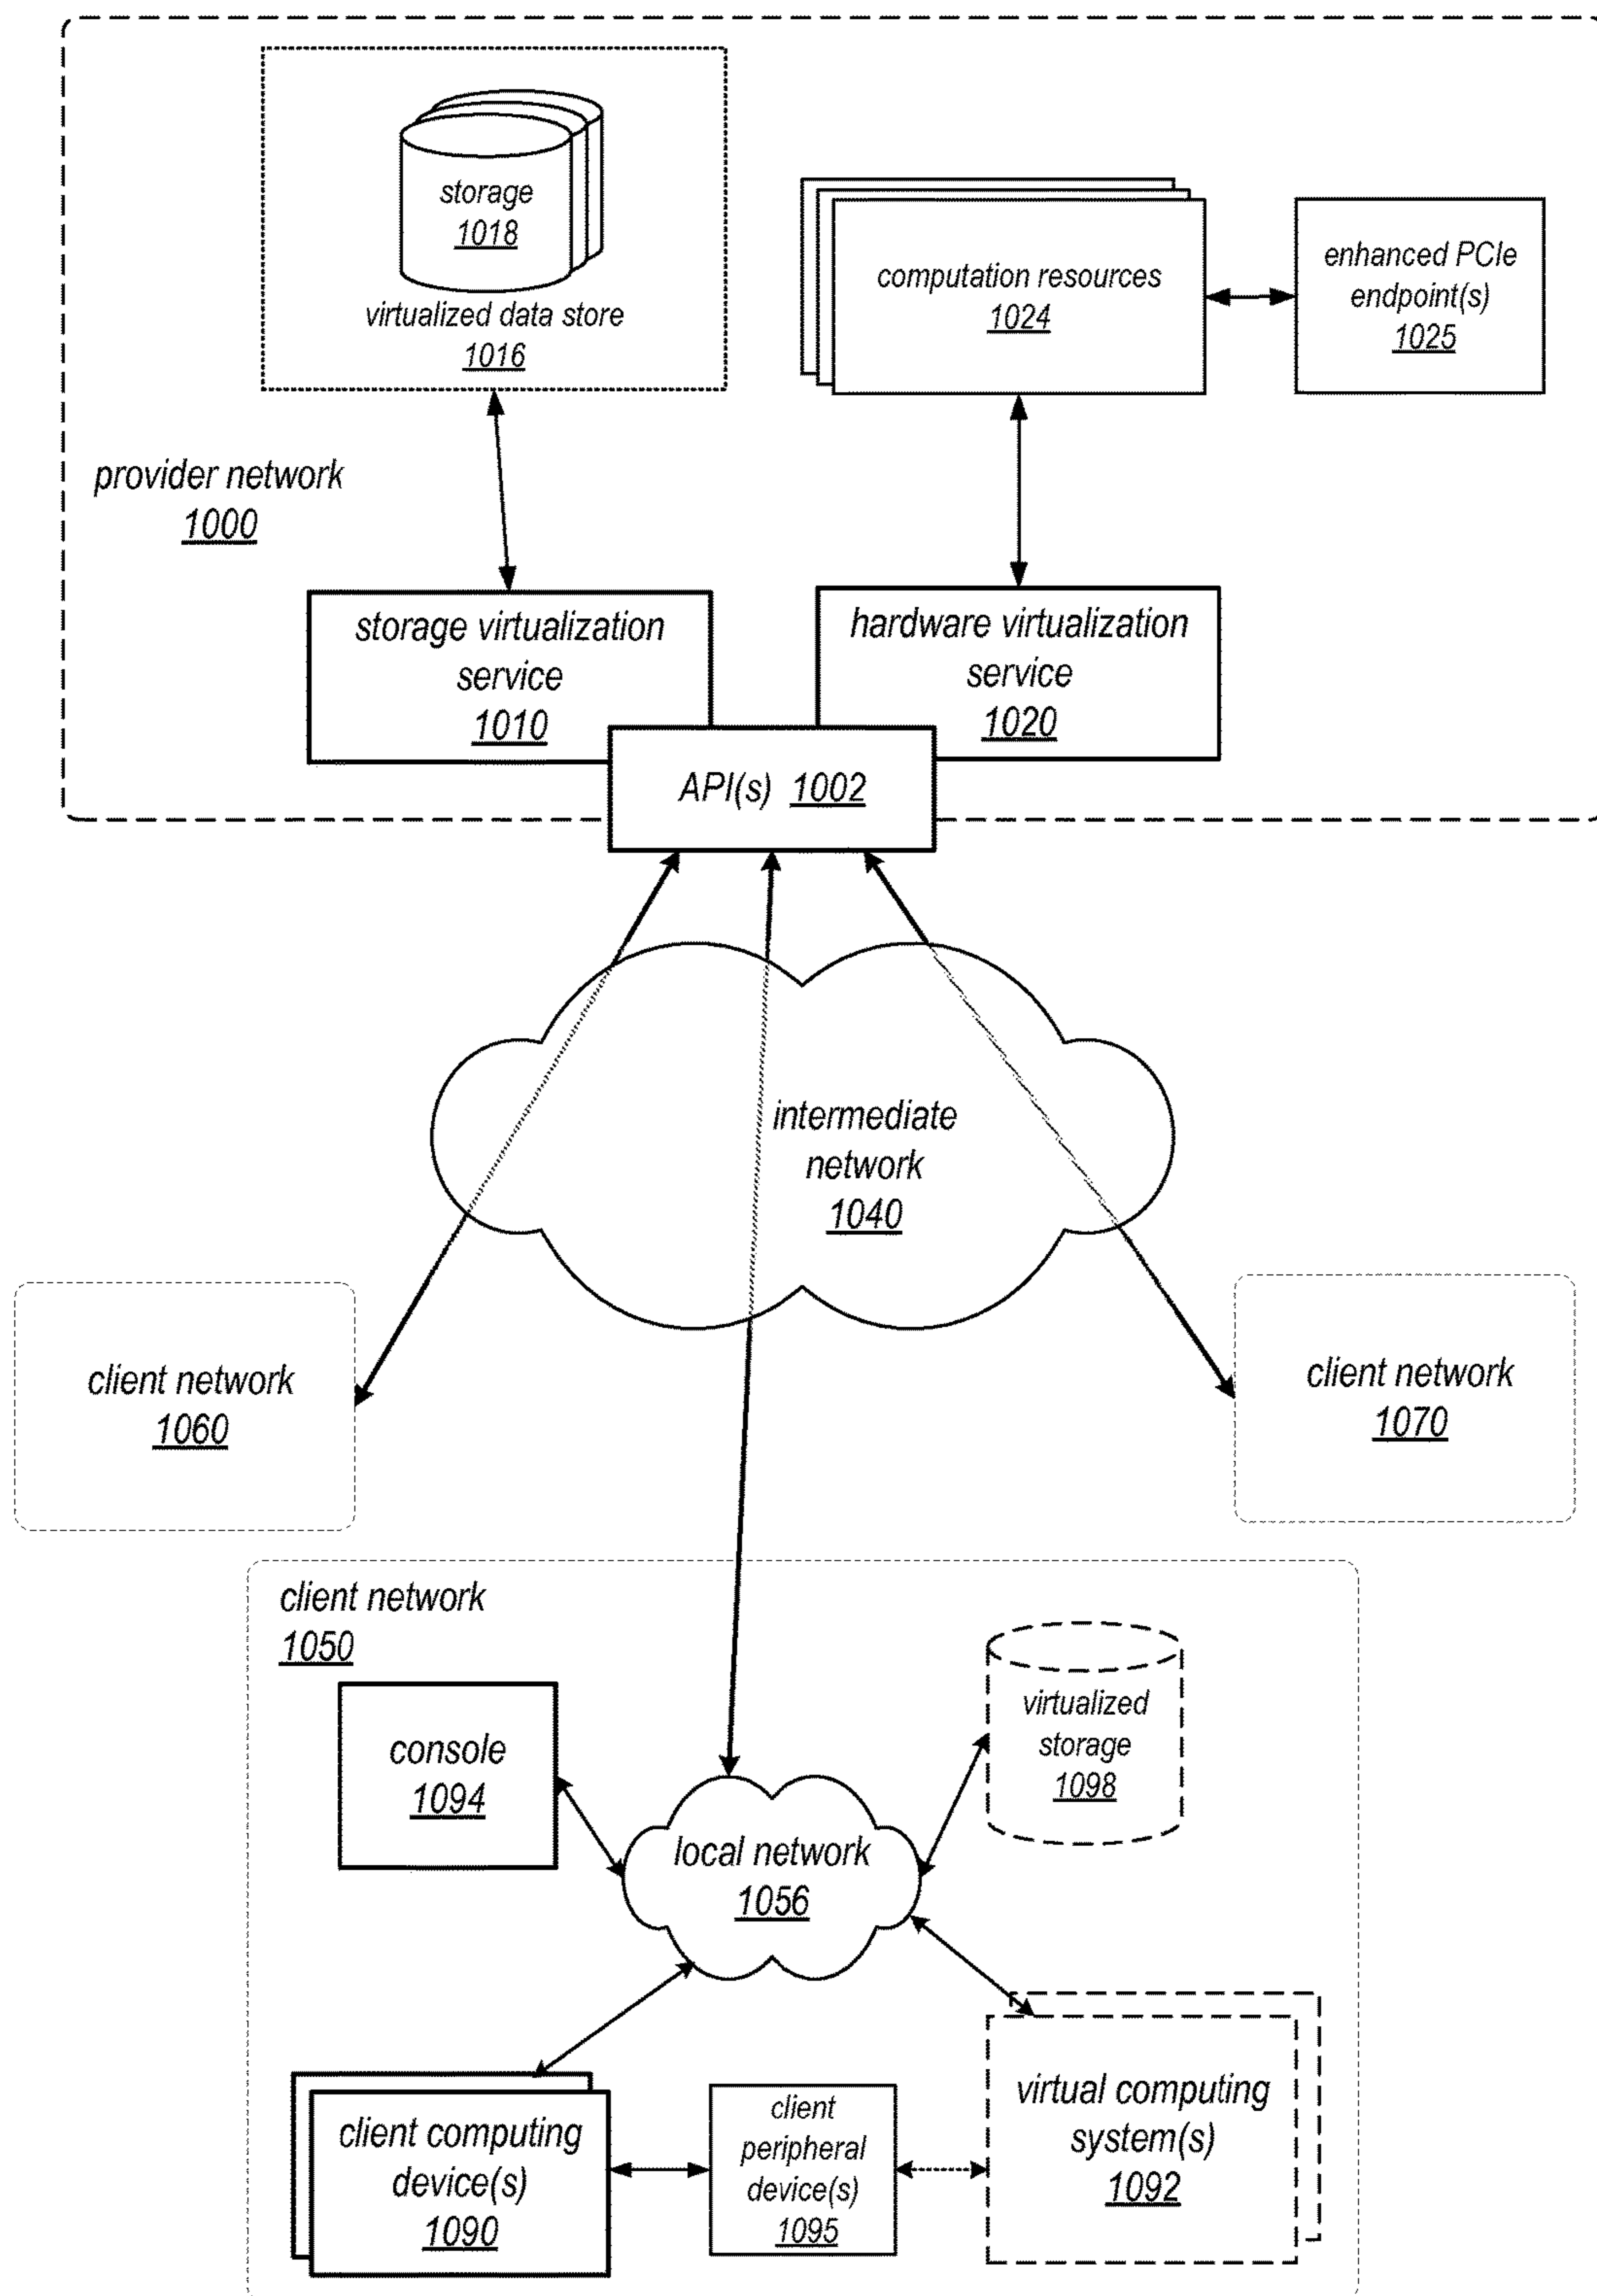 storage
1018
virtualized data store
1016
computation resources
1024
enhanced PCIe
endpoint(s)
1025
provider network
1000
storage virtualization
service
1010
hardware virtualization
service
1020
API(s) 1002
intermediate
network
1040
client network
1060
client network
1070
client network
1050
console
1094
virtualized
storage
1098
local network
1056
client computing
device(s)
1090
client
peripheral
device(s)
1095
virtual computing
system(s)
1092